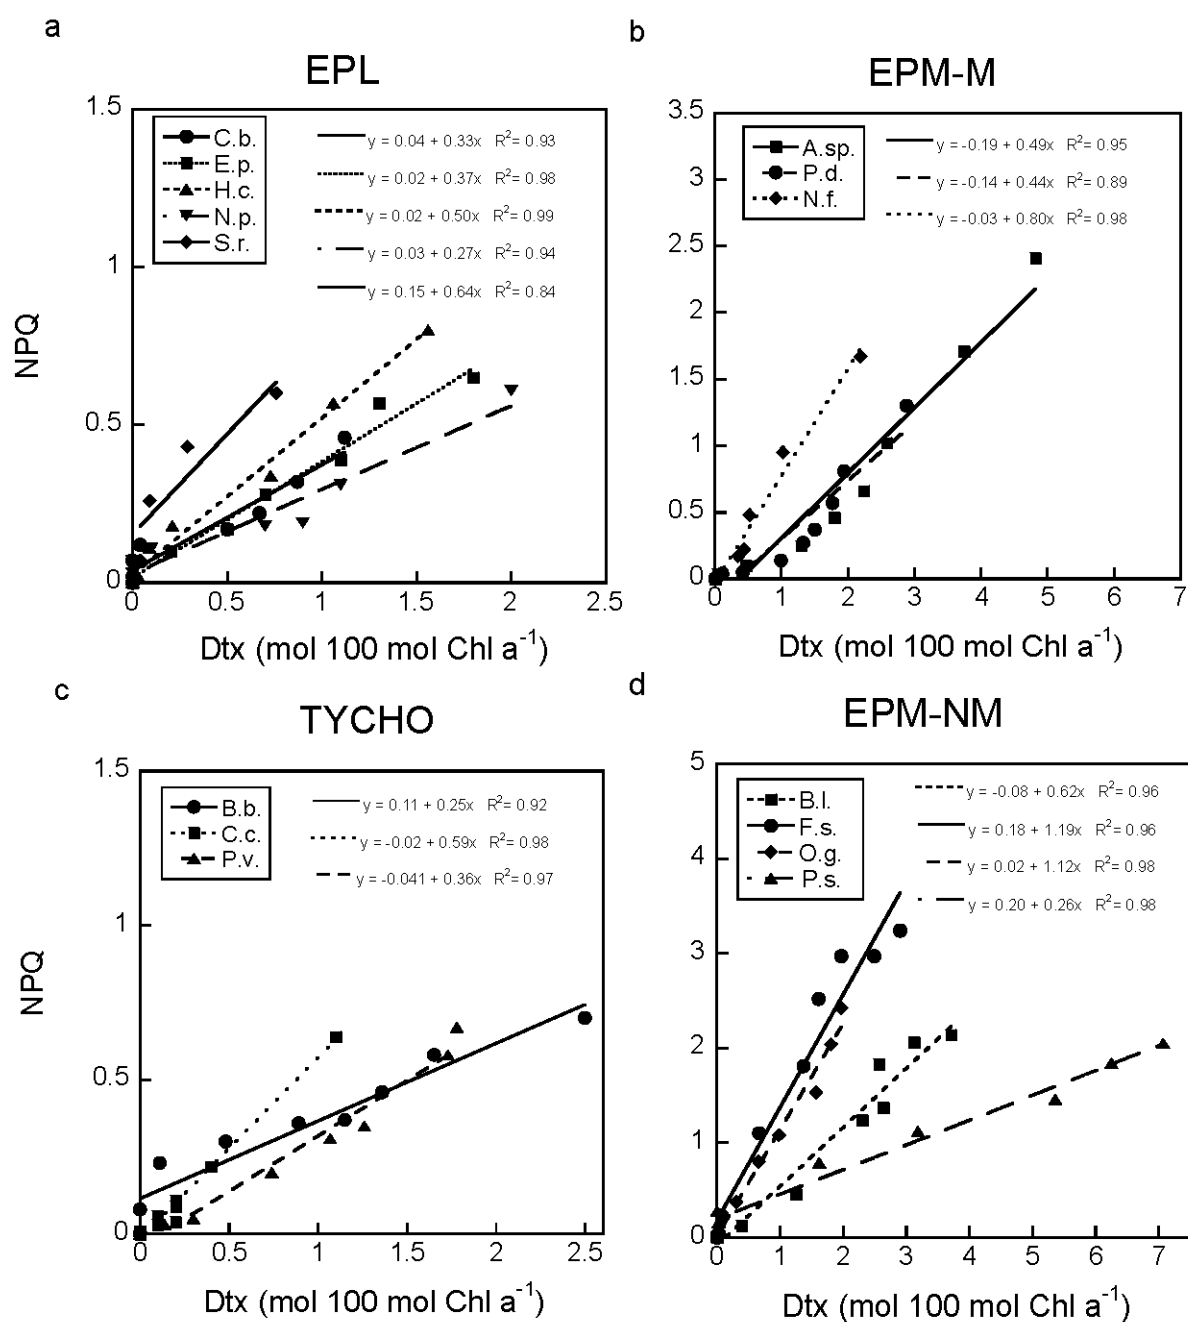 a
EPL
1.5
1
0.5
0
NPQ
C.b.
E.p.
H.c.
N.p.
S.r.
y = 0.04 + 0.33x R²= 0.93
y = 0.02 + 0.37x R²= 0.98
y = 0.02 + 0.50x R²= 0.99
y = 0.03 + 0.27x R²= 0.94
y = 0.15 + 0.64x R²= 0.84
0 0.5 1 1.5 2 2.5
Dtx (mol 100 mol Chl a⁻¹)
b
EPM-M
3.5
3
2.5
2
1.5
1
0.5
0
A.sp.
P.d.
N.f.
y = -0.19 + 0.49x R²= 0.95
y = -0.14 + 0.44x R²= 0.89
y = -0.03 + 0.80x R²= 0.98
0 1 2 3 4 5 6 7
Dtx (mol 100 mol Chl a⁻¹)
c
TYCHO
1.5
1
0.5
0
NPQ
B.b.
C.c.
P.v.
y = 0.11 + 0.25x R²= 0.92
y = -0.02 + 0.59x R²= 0.98
y = -0.041 + 0.36x R²= 0.97
0 0.5 1 1.5 2 2.5
Dtx (mol 100 mol Chl a⁻¹)
d
EPM-NM
5
4
3
2
1
0
B.l.
F.s.
O.g.
P.s.
y = -0.08 + 0.62x R²= 0.96
y = 0.18 + 1.19x R²= 0.96
y = 0.02 + 1.12x R²= 0.98
y = 0.20 + 0.26x R²= 0.98
0 1 2 3 4 5 6 7
Dtx (mol 100 mol Chl a⁻¹)